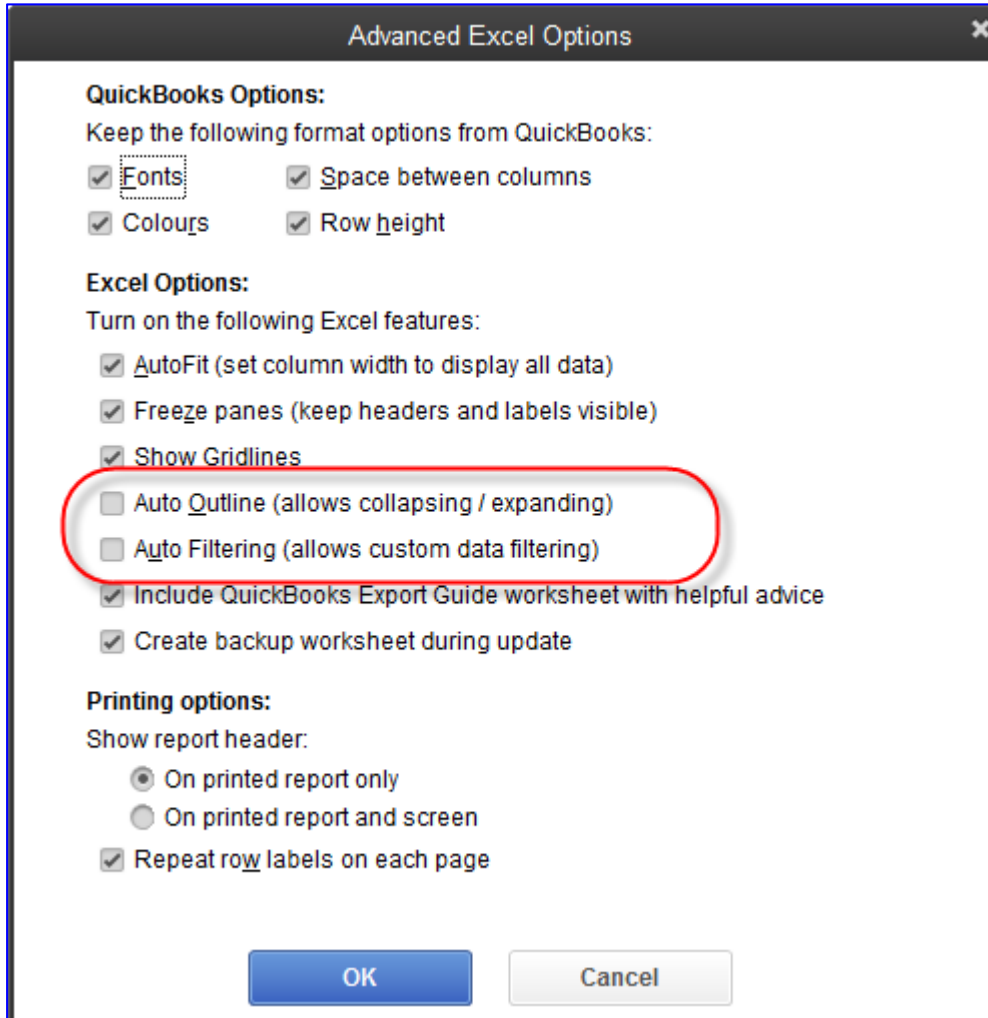 Advanced Excel Options
QuickBooks Options:
Keep the following format options from QuickBooks:
Fonts Space between columns
Colours Row height
Excel Options:
Turn on the following Excel features:
AutoFit (set column width to display all data)
Freeze panes (keep headers and labels visible)
Show Gridlines
Auto Outline (allows collapsing / expanding)
Auto Filtering (allows custom data filtering)
Include QuickBooks Export Guide worksheet with helpful advice
Create backup worksheet during update
Printing options:
Show report header:
On printed report only
On printed report and screen
Repeat row labels on each page
OK Cancel